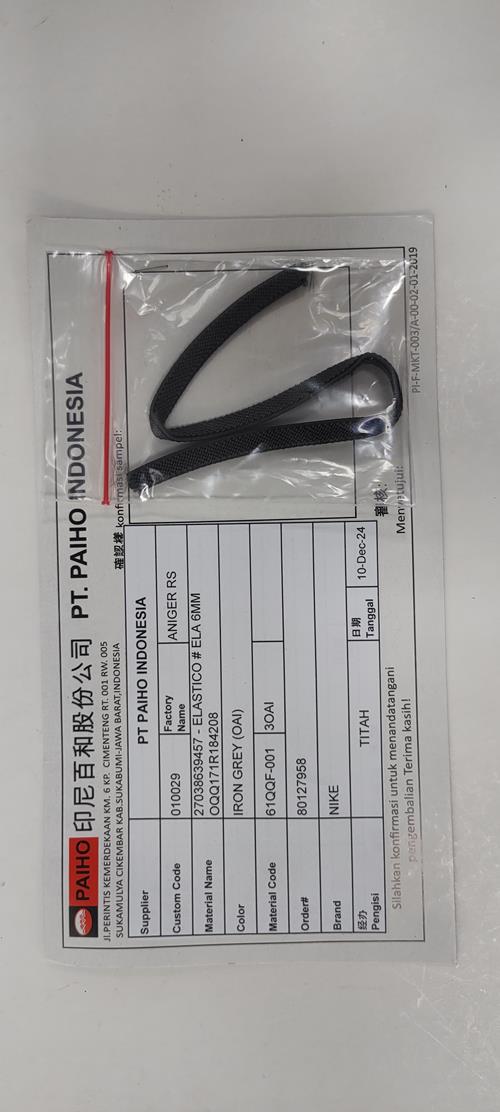 PAIHO 印尼百和股份公司 PT. PAIHO INDONESIA
Jl.PERINTIS KEMERDEKAAN KM. 6 KP. CIMENTENG RT. 001 RW. 005
SUKAMULYA CIKEMBAR KAB.SUKABUMI-JAWA BARAT,INDONESIA
確認樣 konfirmasi sampel:
Supplier PT PAIHO INDONESIA
Custom Code 010029 Factory Name ANIGER RS
Material Name 27038639457 - ELASTICO # ELA 6MM
OQQ171R184208
Color IRON GREY (OAI)
Material Code 61QQF-001 3OAI
Order# 80127958
Brand NIKE
经办 Pengisi TITAH 日期 Tanggal 10-Dec-24
審核:
Menyetujui:
Silahkan konfirmasi untuk menandatangani
pengembalian Terima kasih!
PI-F-MKT-003/A-00-02-01-2019